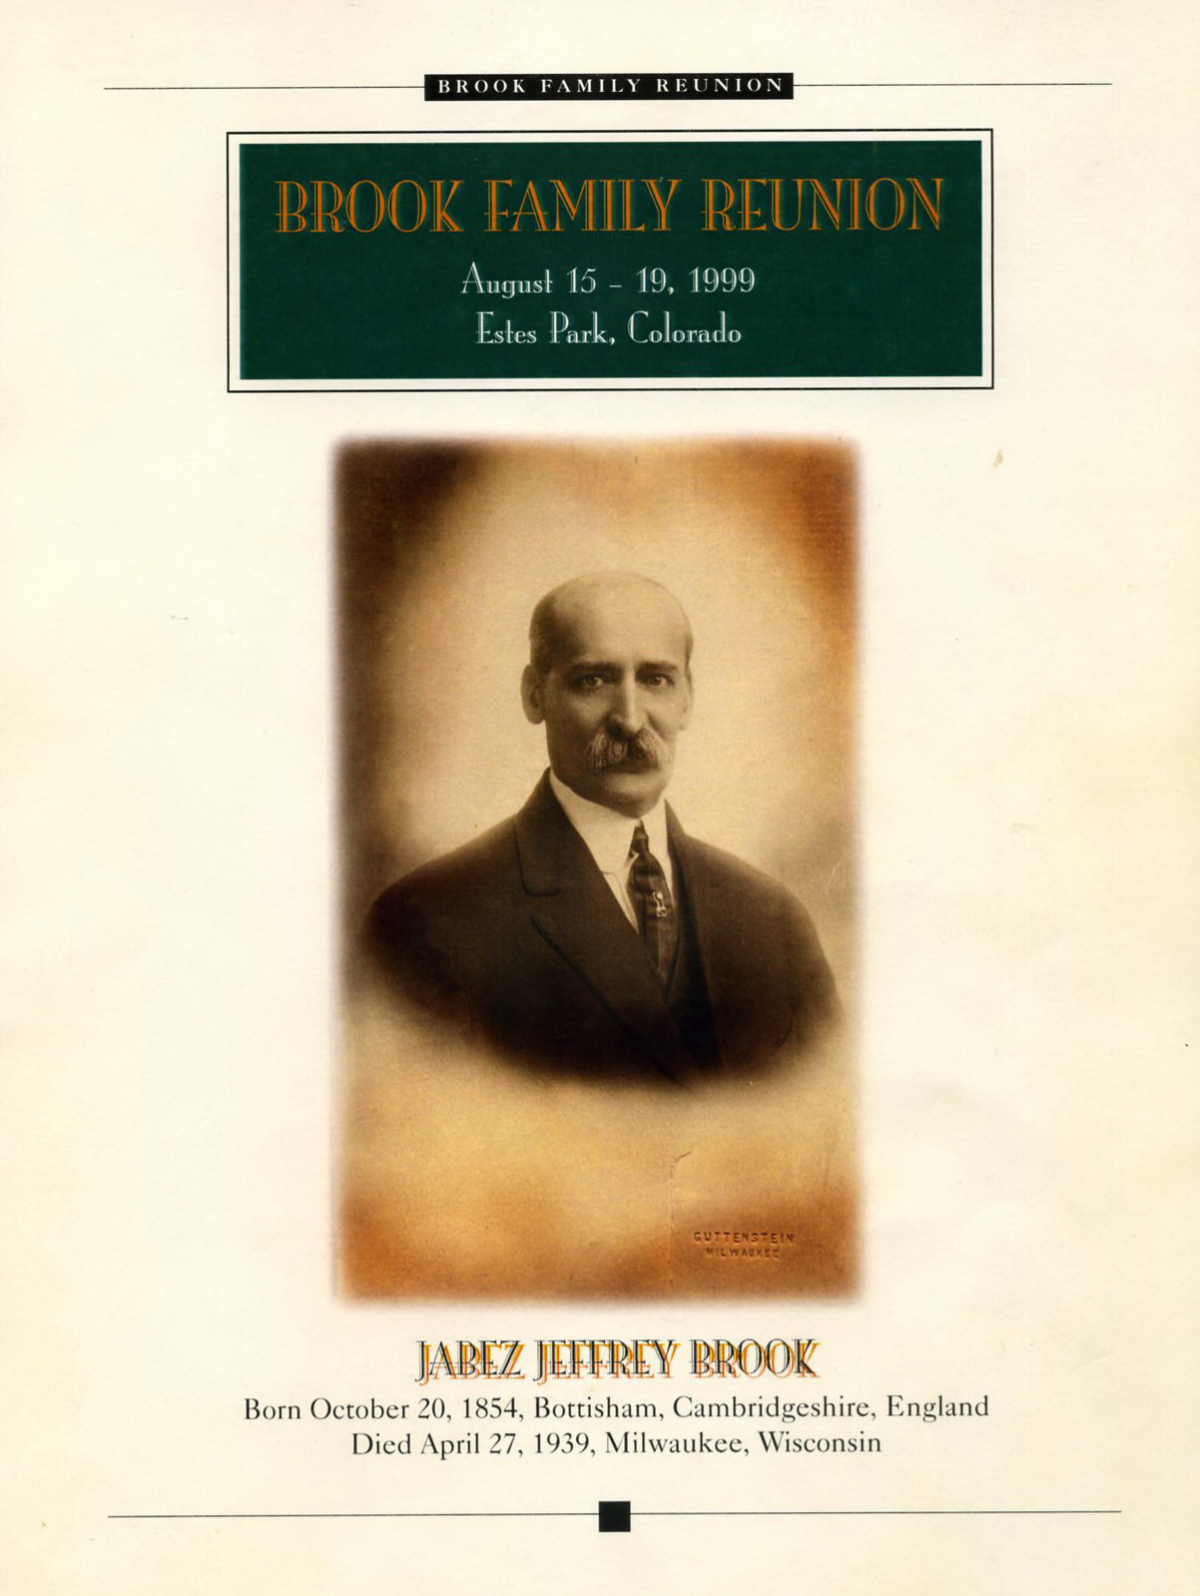 BROOK FAMILY REUNION
BROOK FAMILY REUNION
August 15 – 19, 1999
Estes Park, Colorado
GUTTENSTEIN
MILWAUKEE
JABEZ JEFFREY BROOK
Born October 20, 1854, Bottisham, Cambridgeshire, England
Died April 27, 1939, Milwaukee, Wisconsin